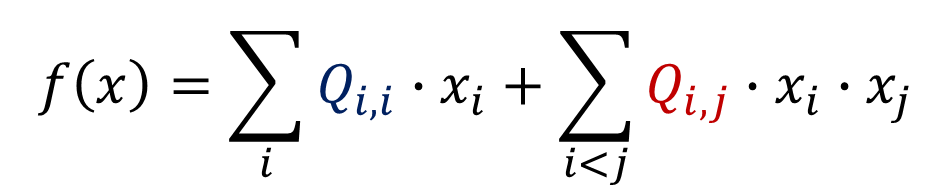 f(x) = ∑_i Q_{i,i} · x_i + ∑_{i<j} Q_{i,j} · x_i · x_j